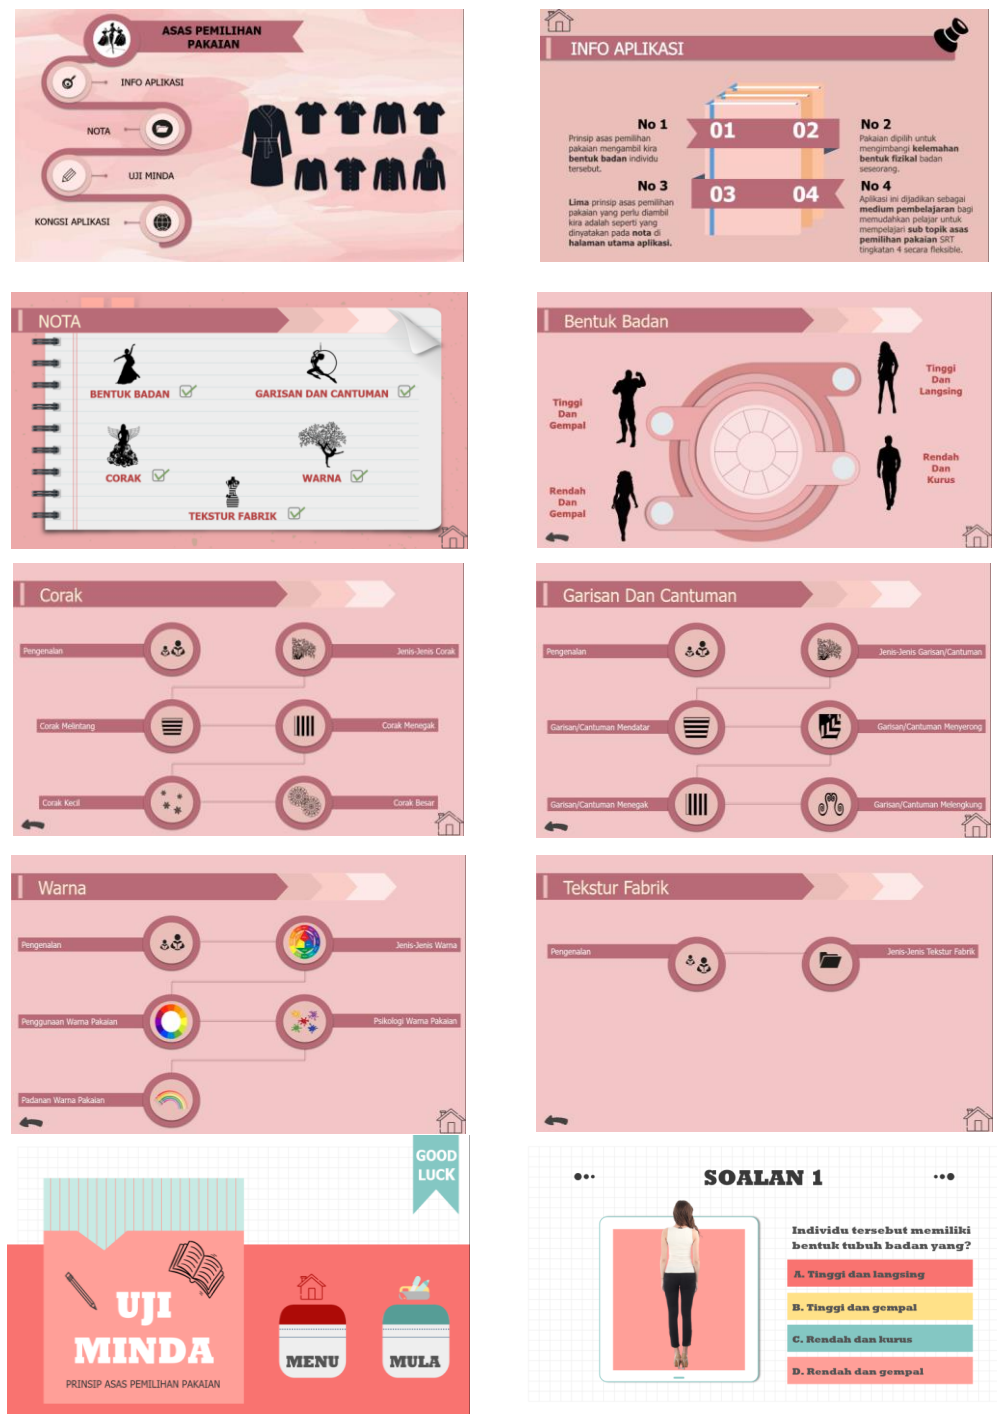 ASAS PEMILIHAN
PAKAIAN
INFO APLIKASI
NOTA
UJI MINDA
KONGSI APLIKASI
INFO APLIKASI
No 1
Prinsip asas pemilihan
pakaian mengambil kira
bentuk badan individu
tersebut.
01
02
No 2
Pakaian dipilih untuk
mengimbangi kelemahan
bentuk fizikal badan
seseorang.
No 3
Lima prinsip asas pemilihan
pakaian yang perlu diambil
kira adalah seperti yang
dinyatakan pada nota di
halaman utama aplikasi.
03
04
No 4
Aplikasi ini dijadikan sebagai
medium pembelajaran bagi
memudahkan pelajar untuk
mempelajari sub topik asas
pemilihan pakaian SRT
tingkatan 4 secara fleksible.
NOTA
BENTUK BADAN
GARISAN DAN CANTUMAN
CORAK
WARNA
TEKSTUR FABRIK
Bentuk Badan
Tinggi
Dan
Gempal
Tinggi
Dan
Langsing
Rendah
Dan
Gempal
Rendah
Dan
Kurus
Corak
Pengenalan
Jenis-Jenis Corak
Corak Melintang
Corak Menegak
Corak Kecil
Corak Besar
Garisan Dan Cantuman
Pengenalan
Jenis-Jenis Garisan/Cantuman
Garisan/Cantuman Mendatar
Garisan/Cantuman Menyerong
Garisan/Cantuman Menegak
Garisan/Cantuman Melengkung
Warna
Pengenalan
Jenis-Jenis Warna
Penggunaan Warna Pakaian
Psikologi Warna Pakaian
Padanan Warna Pakaian
Tekstur Fabrik
Pengenalan
Jenis-Jenis Tekstur Fabrik
GOOD
LUCK
UJI
MINDA
PRINSIP ASAS PEMILIHAN PAKAIAN
MENU
MULA
SOALAN 1
Individu tersebut memiliki
bentuk tubuh badan yang?
A. Tinggi dan langsing
B. Tinggi dan gempal
C. Rendah dan kurus
D. Rendah dan gempal